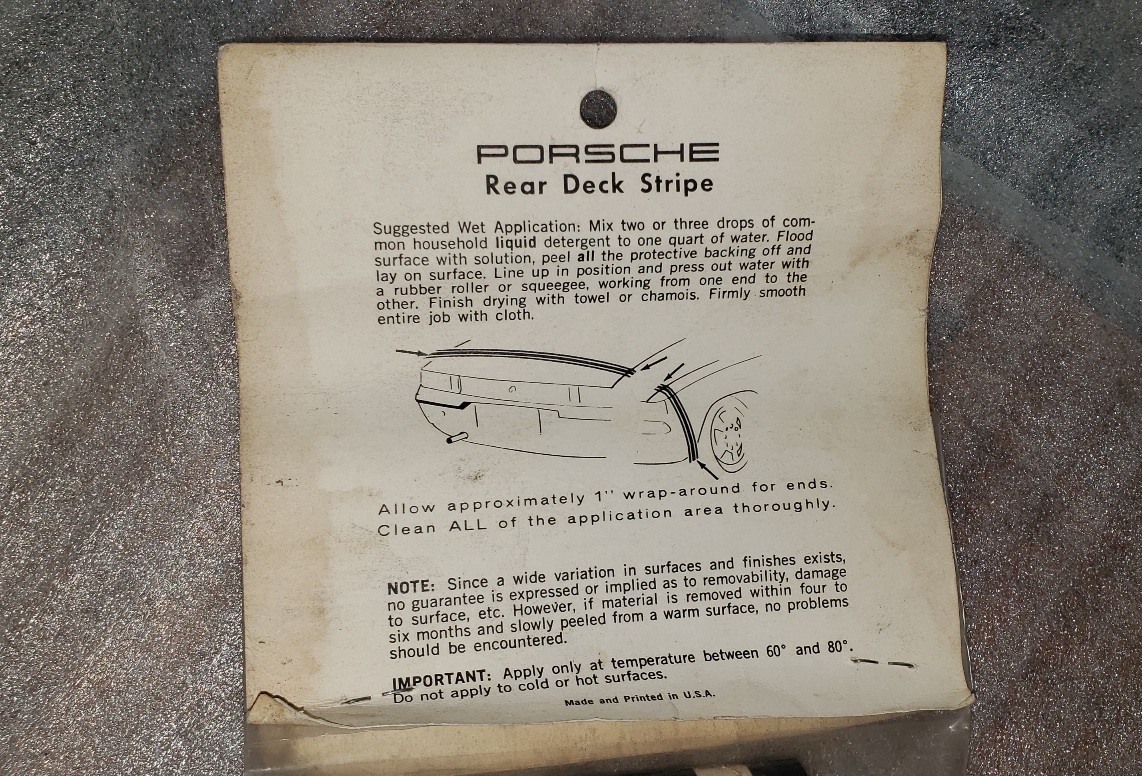 PORSCHE
Rear Deck Stripe
Suggested Wet Application: Mix two or three drops of com-
mon household liquid detergent to one quart of water. Flood
surface with solution, peel all the protective backing off and
lay on surface. Line up in position and press out water with
a rubber roller or squeegee, working from one end to the
other. Finish drying with towel or chamois. Firmly smooth
entire job with cloth.
Allow approximately 1" wrap-around for ends.
Clean ALL of the application area thoroughly.
NOTE: Since a wide variation in surfaces and finishes exists,
no guarantee is expressed or implied as to removability, damage
to surface, etc. However, if material is removed within four to
six months and slowly peeled from a warm surface, no problems
should be encountered.
IMPORTANT: Apply only at temperature between 60° and 80°.
Do not apply to cold or hot surfaces.
Made and Printed in U.S.A.